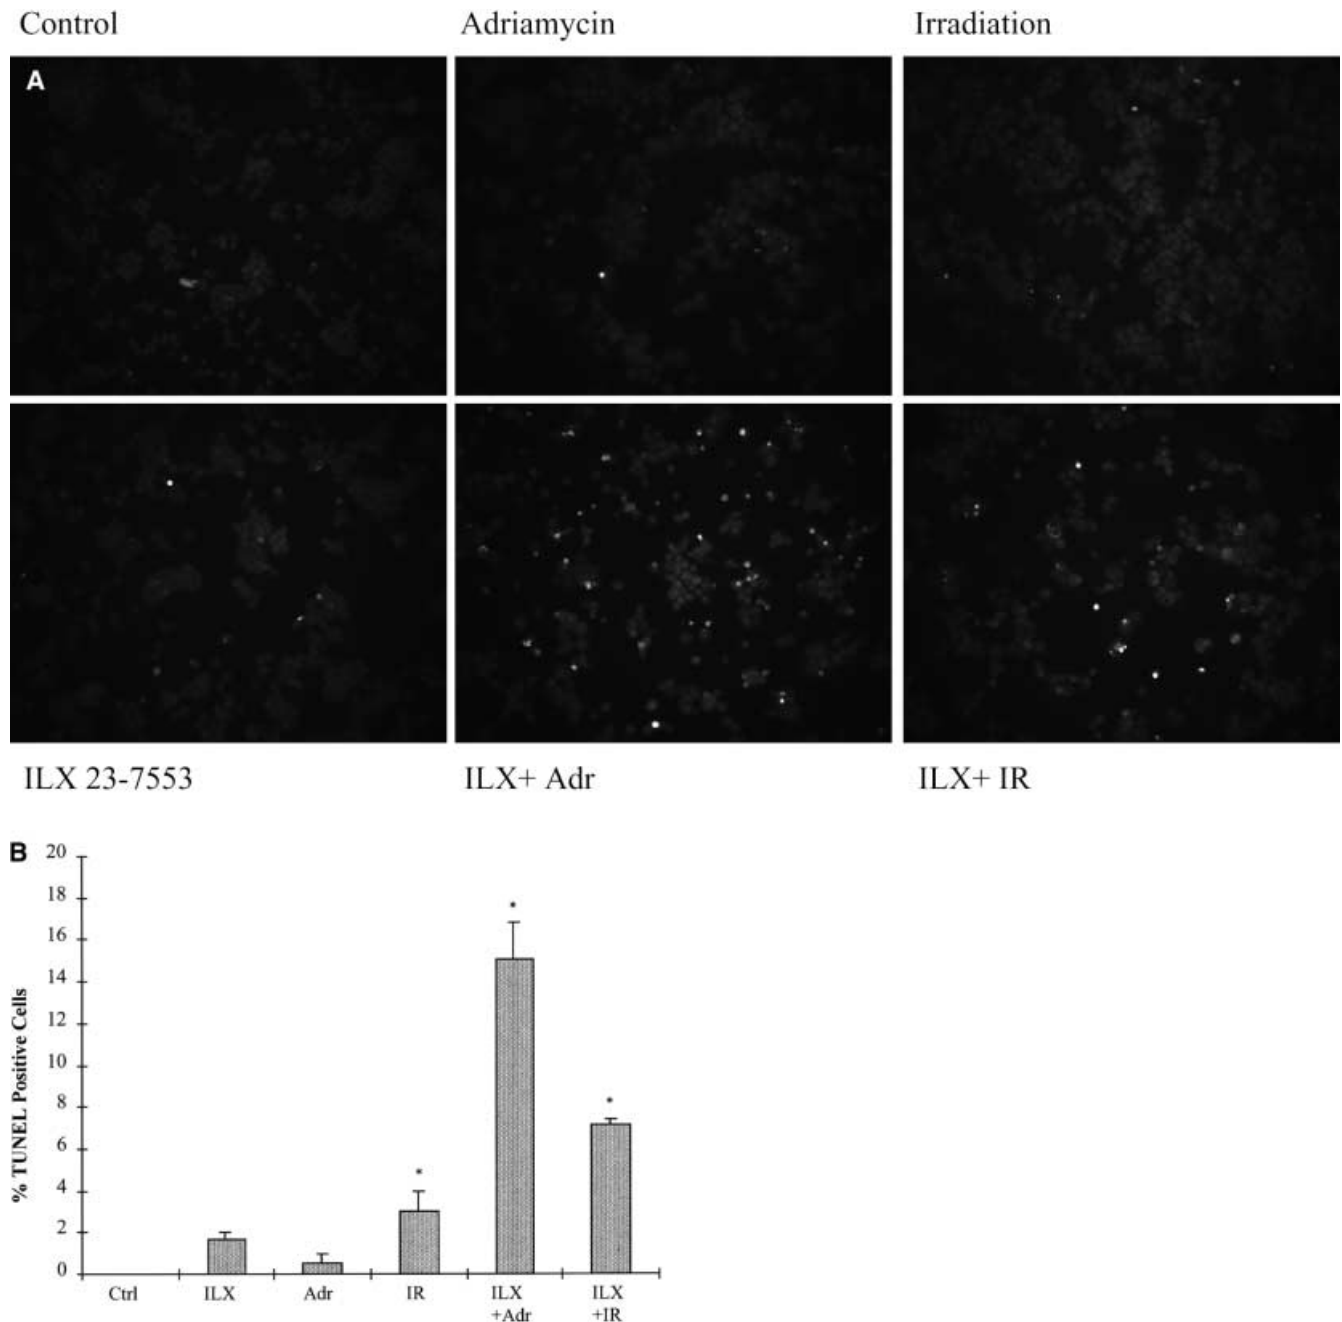 Control Adriamycin Irradiation
A
ILX 23-7553 ILX+ Adr ILX+ IR
B
% TUNEL Positive Cells
20
18
16
14
12
10
8
6
4
2
0
*
*
*
Ctrl ILX Adr IR ILX +Adr ILX +IR